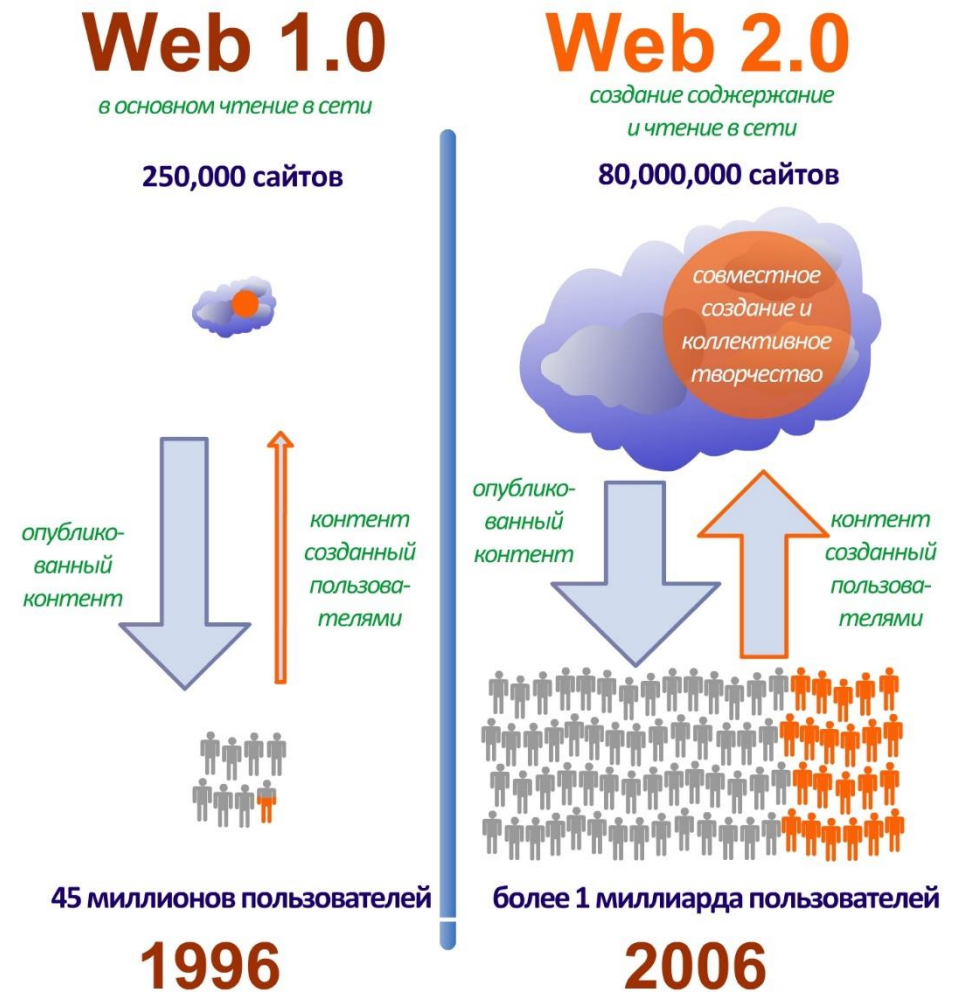 Web 1.0
в основном чтение в сети
250,000 сайтов
опублико-
ванный
контент
контент
созданный
пользова-
телями
45 миллионов пользователей
1996
Web 2.0
создание соджержание
и чтение в сети
80,000,000 сайтов
совместное
создание и
коллективное
творчество
опублико-
ванный
контент
контент
созданный
пользова-
телями
более 1 миллиарда пользователей
2006